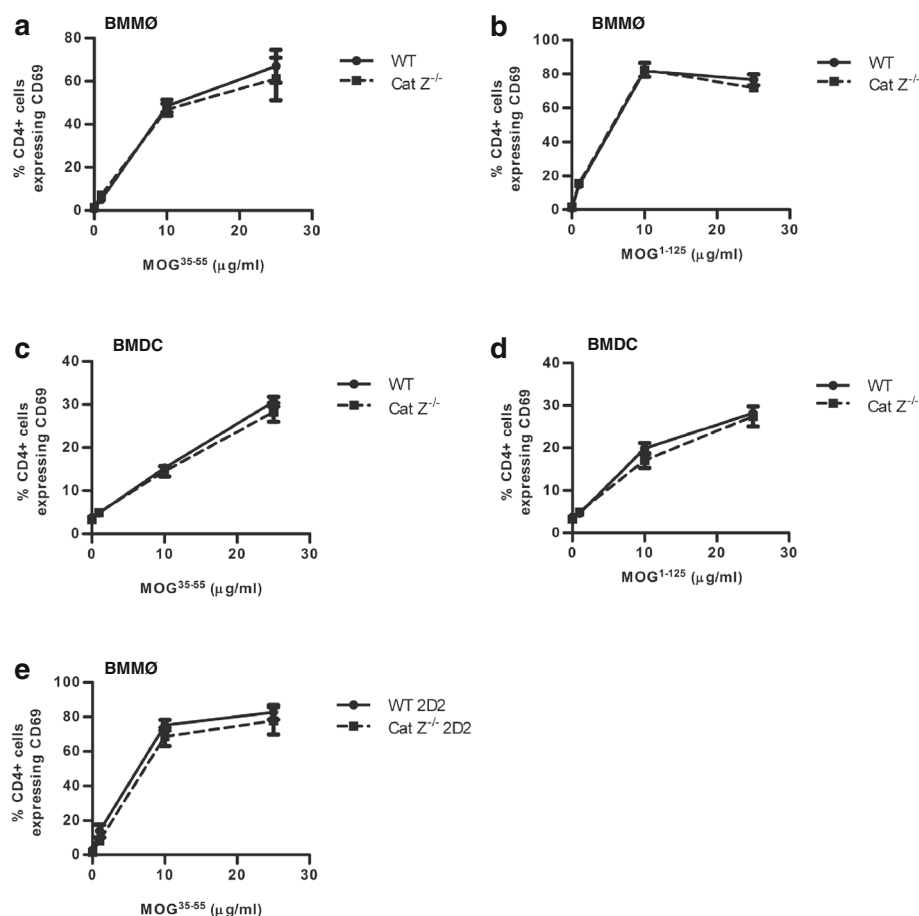 a
BMMØ
% CD4+ cells
expressing CD69
80
60
40
20
0
0 10 20 30
MOG35-55 (μg/ml)
WT
Cat Z-/-
b
BMMØ
% CD4+ cells
expressing CD69
100
80
60
40
20
0
0 10 20 30
MOG1-125 (μg/ml)
WT
Cat Z-/-
c
BMDC
% CD4+ cells
expressing CD69
40
30
20
10
0
0 10 20 30
MOG35-55 (μg/ml)
WT
Cat Z-/-
d
BMDC
% CD4+ cells
expressing CD69
40
30
20
10
0
0 10 20 30
MOG1-125 (μg/ml)
WT
Cat Z-/-
e
BMMØ
% CD4+ cells
expressing CD69
100
80
60
40
20
0
0 10 20 30
MOG35-55 (μg/ml)
WT 2D2
Cat Z-/- 2D2